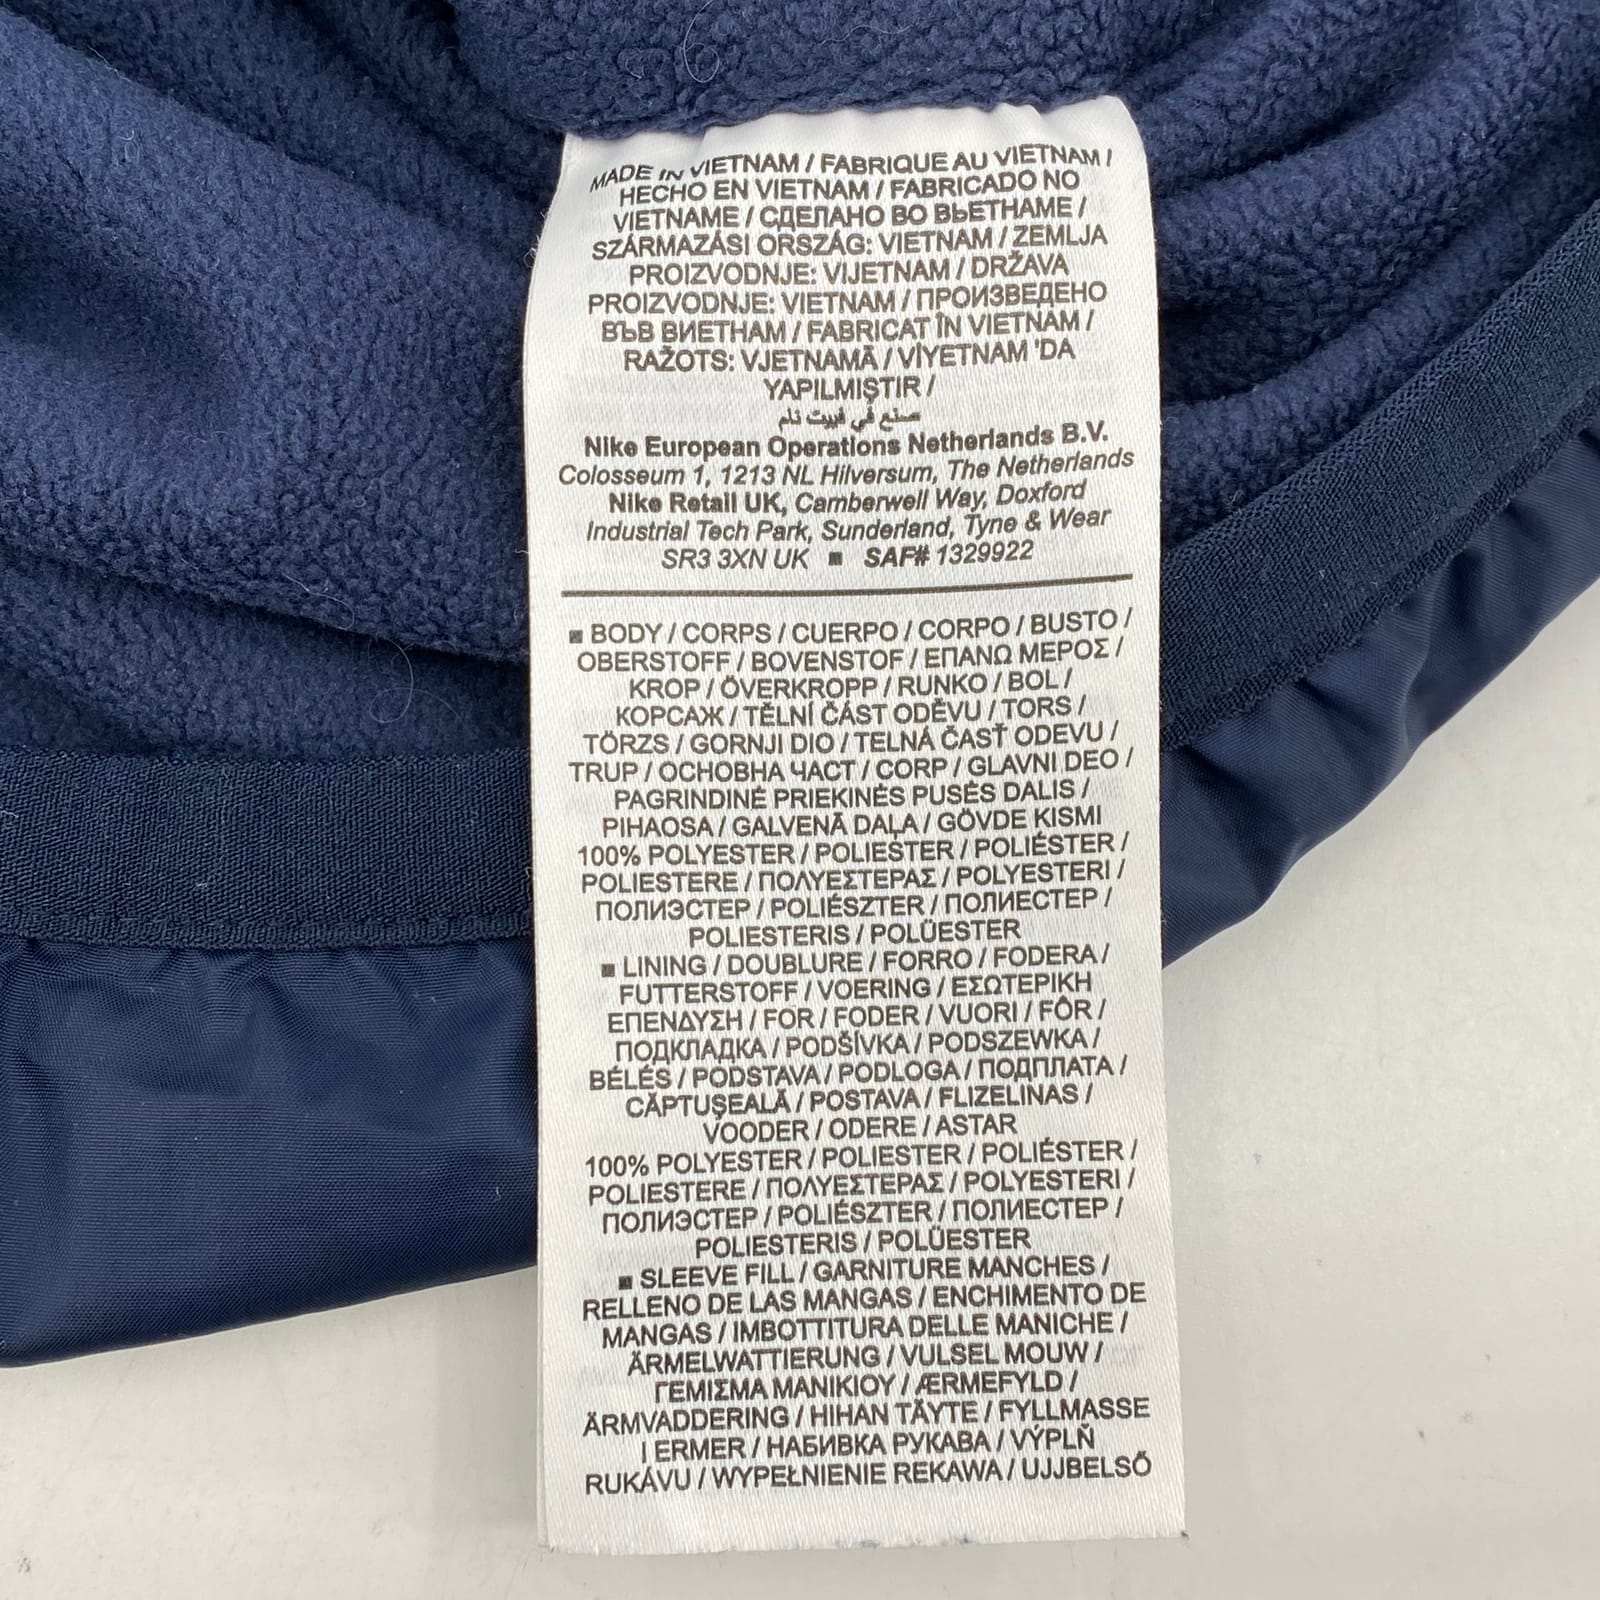 MADE IN VIETNAM / FABRIQUE AU VIETNAM /
HECHO EN VIETNAM / FABRICADO NO
VIETNAME / СДЕЛАНО ВО ВЬЕТНАМЕ /
SZÁRMAZÁSI ORSZÁG: VIETNAM / ZEMLJA
PROIZVODNJE: VIJETNAM / DRŽAVA
PROIZVODNJE: VIETNAM / ПРОИЗВЕДЕНО
ВЪВ ВИЕТНАМ / FABRICAT ÎN VIETNAM /
RAŽOTS: VJETNAMĀ / VİYETNAM 'DA
YAPILMIŞTIR /
صنع في فييت نام
Nike European Operations Netherlands B.V.
Colosseum 1, 1213 NL Hilversum, The Netherlands
Nike Retail UK, Camberwell Way, Doxford
Industrial Tech Park, Sunderland, Tyne & Wear
SR3 3XN UK ■ SAF# 1329922
■ BODY / CORPS / CUERPO / CORPO / BUSTO /
OBERSTOFF / BOVENSTOF / ΕΠΑΝΩ ΜΕΡΟΣ /
KROP / ÖVERKROPP / RUNKO / BOL /
КОРСАЖ / TĚLNÍ ČÁST ODĚVU / TORS /
TÖRZS / GORNJI DIO / TELNÁ ČASŤ ODEVU /
TRUP / ОСНОВНА ЧАСТ / CORP / GLAVNI DEO /
PAGRINDINĖ PRIEKINĖS PUSĖS DALIS /
PIHAOSA / GALVENĀ DAĻA / GÖVDE KISMI
100% POLYESTER / POLIESTER / POLIÉSTER /
POLIESTERE / ΠΟΛΥΕΣΤΕΡΑΣ / POLYESTERI /
ПОЛИЭСТЕР / POLIÉSZTER / ПОЛИЕСТЕР /
POLIESTERIS / POLÜESTER
■ LINING / DOUBLURE / FORRO / FODERA /
FUTTERSTOFF / VOERING / ΕΣΩΤΕΡΙΚΗ
ΕΠΕΝΔΥΣΗ / FOR / FODER / VUORI / FÔR /
ПОДКЛАДКА / PODŠÍVKA / PODSZEWKA /
BÉLÉS / PODSTAVA / PODLOGA / ПОДПЛАТА /
CĂPTUŞEALĂ / POSTAVA / FLIZELINAS /
VOODER / ODERE / ASTAR
100% POLYESTER / POLIESTER / POLIÉSTER /
POLIESTERE / ΠΟΛΥΕΣΤΕΡΑΣ / POLYESTERI /
ПОЛИЭСТЕР / POLIÉSZTER / ПОЛИЕСТЕР /
POLIESTERIS / POLÜESTER
■ SLEEVE FILL / GARNITURE MANCHES /
RELLENO DE LAS MANGAS / ENCHIMENTO DE
MANGAS / IMBOTTITURA DELLE MANICHE /
ÄRMELWATTIERUNG / VULSEL MOUW /
ΓΕΜΙΣΜΑ ΜΑΝΙΚΙΟΥ / ÆRMEFYLD /
ÄRMVADDERING / HIHAN TÄYTE / FYLLMASSE
I ERMER / НАБИВКА РУКАВА / VÝPLŇ
RUKÁVU / WYPEŁNIENIE REKAWA / UJJBELSŐ